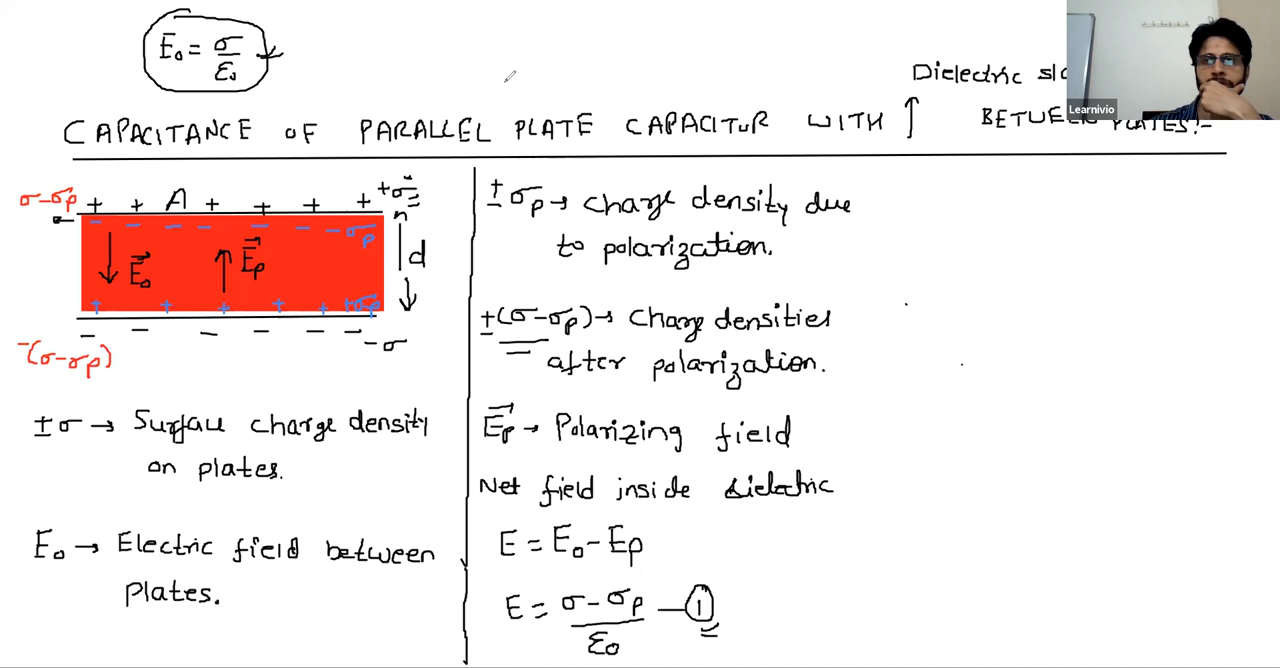 E₀ = σ/ε₀
Dielectric
CAPACITANCE OF PARALLEL PLATE CAPACITOR WITH ↑ BETWEEN PLATES:-
Learnivio
σ-σp + + A + + + + +σ
- - - - - - - -σp
E₀ Ep d
+ + + + + +σp
- - - - - - -σ
-(σ-σp)
±σ → Surface charge density
on plates.
E₀ → Electric field between
Plates.
±σp → charge density due
to polarization.
±(σ-σp) → charge densities
after polarization.
Ep → Polarizing field
Net field inside dielectric
E = E₀ - Ep
E = σ-σp/ε₀ — ①